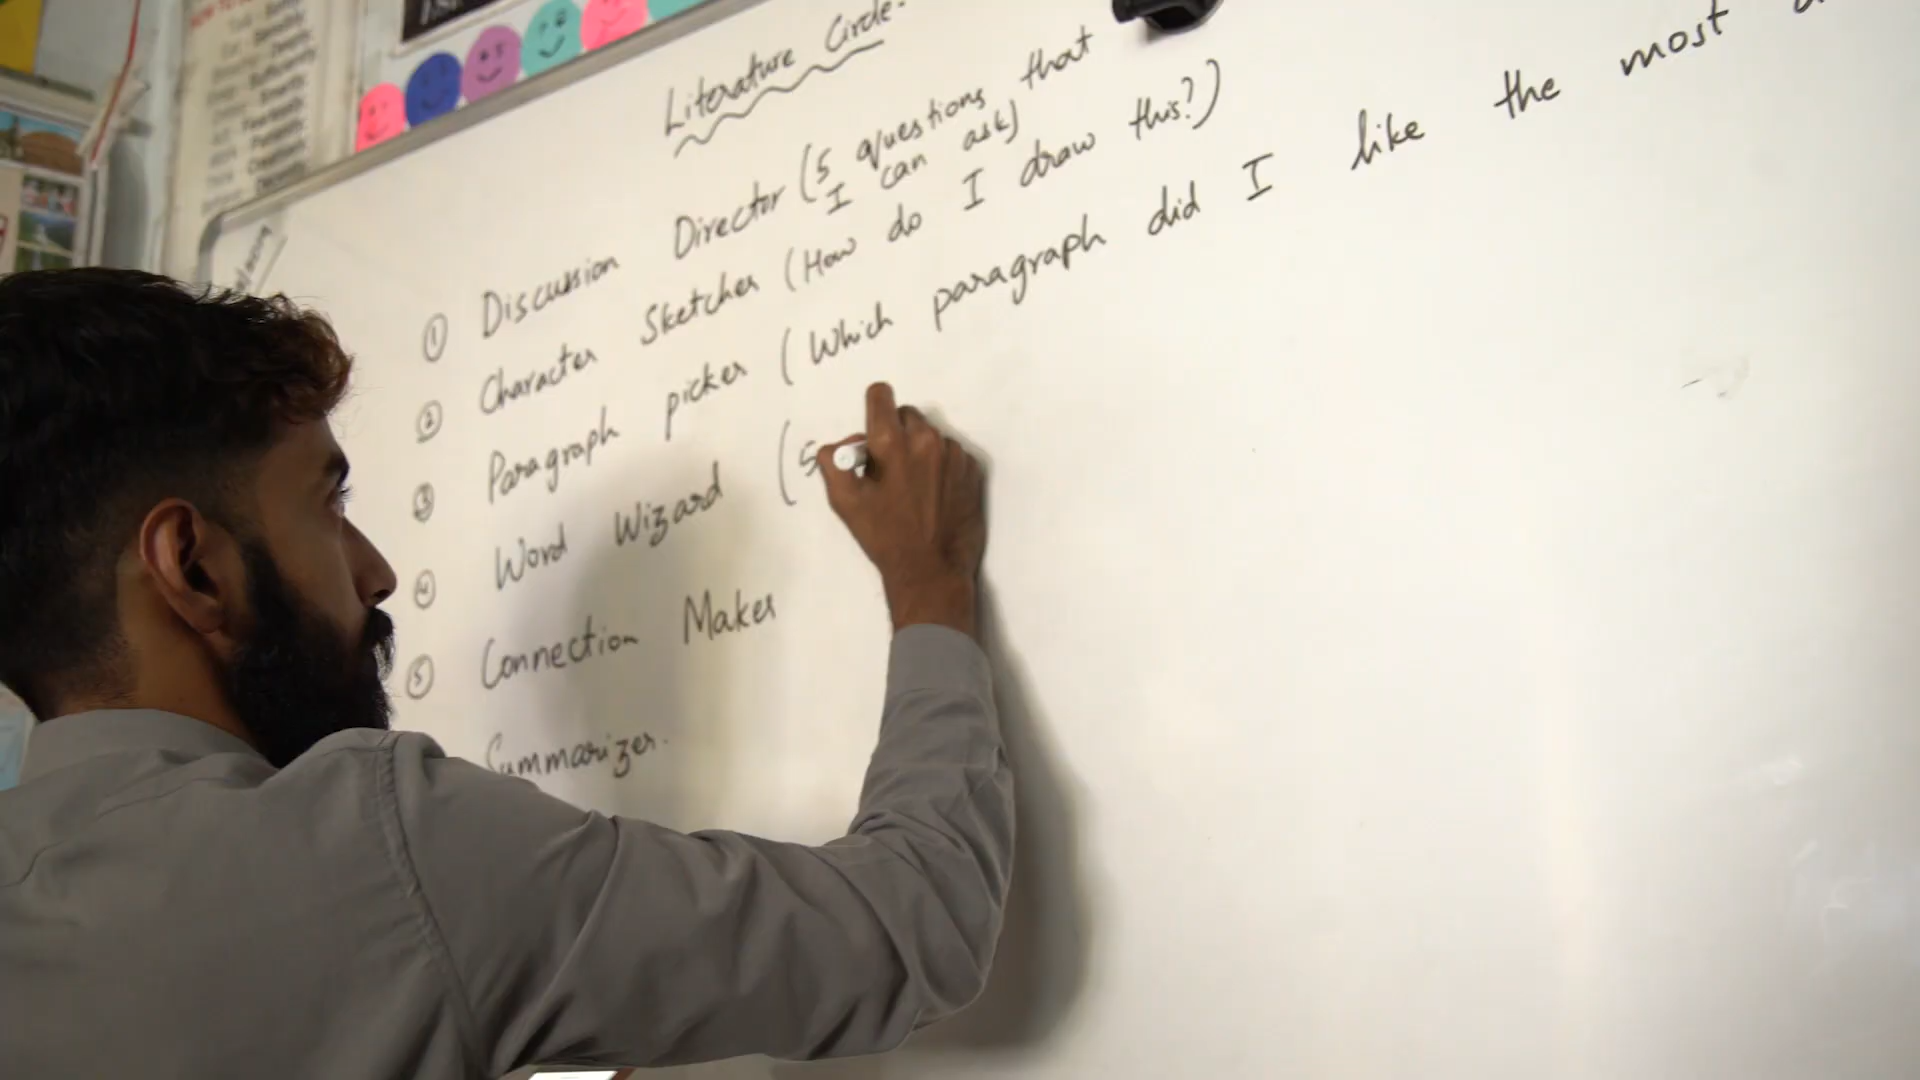 Literature Circle.
① Discussion Director (5 questions that
I can ask)
② Character Sketcher (How do I draw this?)
③ Paragraph picker (Which paragraph did I like the most
④ Word Wizard (5
⑤ Connection Maker
Summarizer.